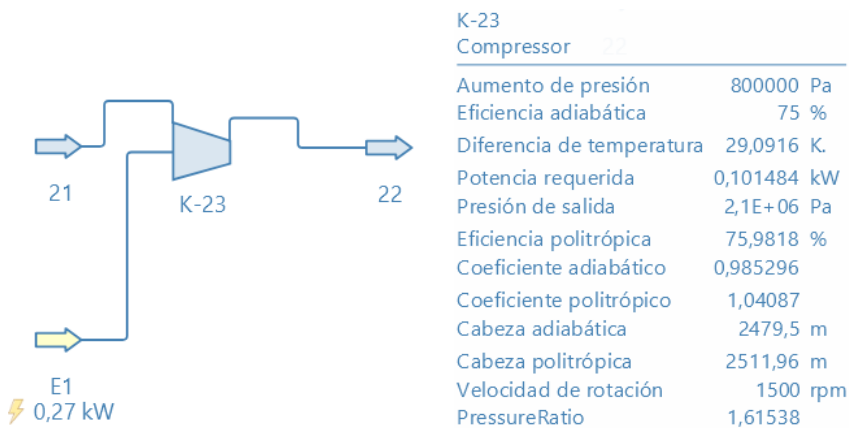 21
K-23
22
E1
0,27 kW
K-23
Compressor
Aumento de presión 800000 Pa
Eficiencia adiabática 75 %
Diferencia de temperatura 29,0916 K.
Potencia requerida 0,101484 kW
Presión de salida 2,1E+06 Pa
Eficiencia politrópica 75,9818 %
Coeficiente adiabático 0,985296
Coeficiente politrópico 1,04087
Cabeza adiabática 2479,5 m
Cabeza politrópica 2511,96 m
Velocidad de rotación 1500 rpm
PressureRatio 1,61538